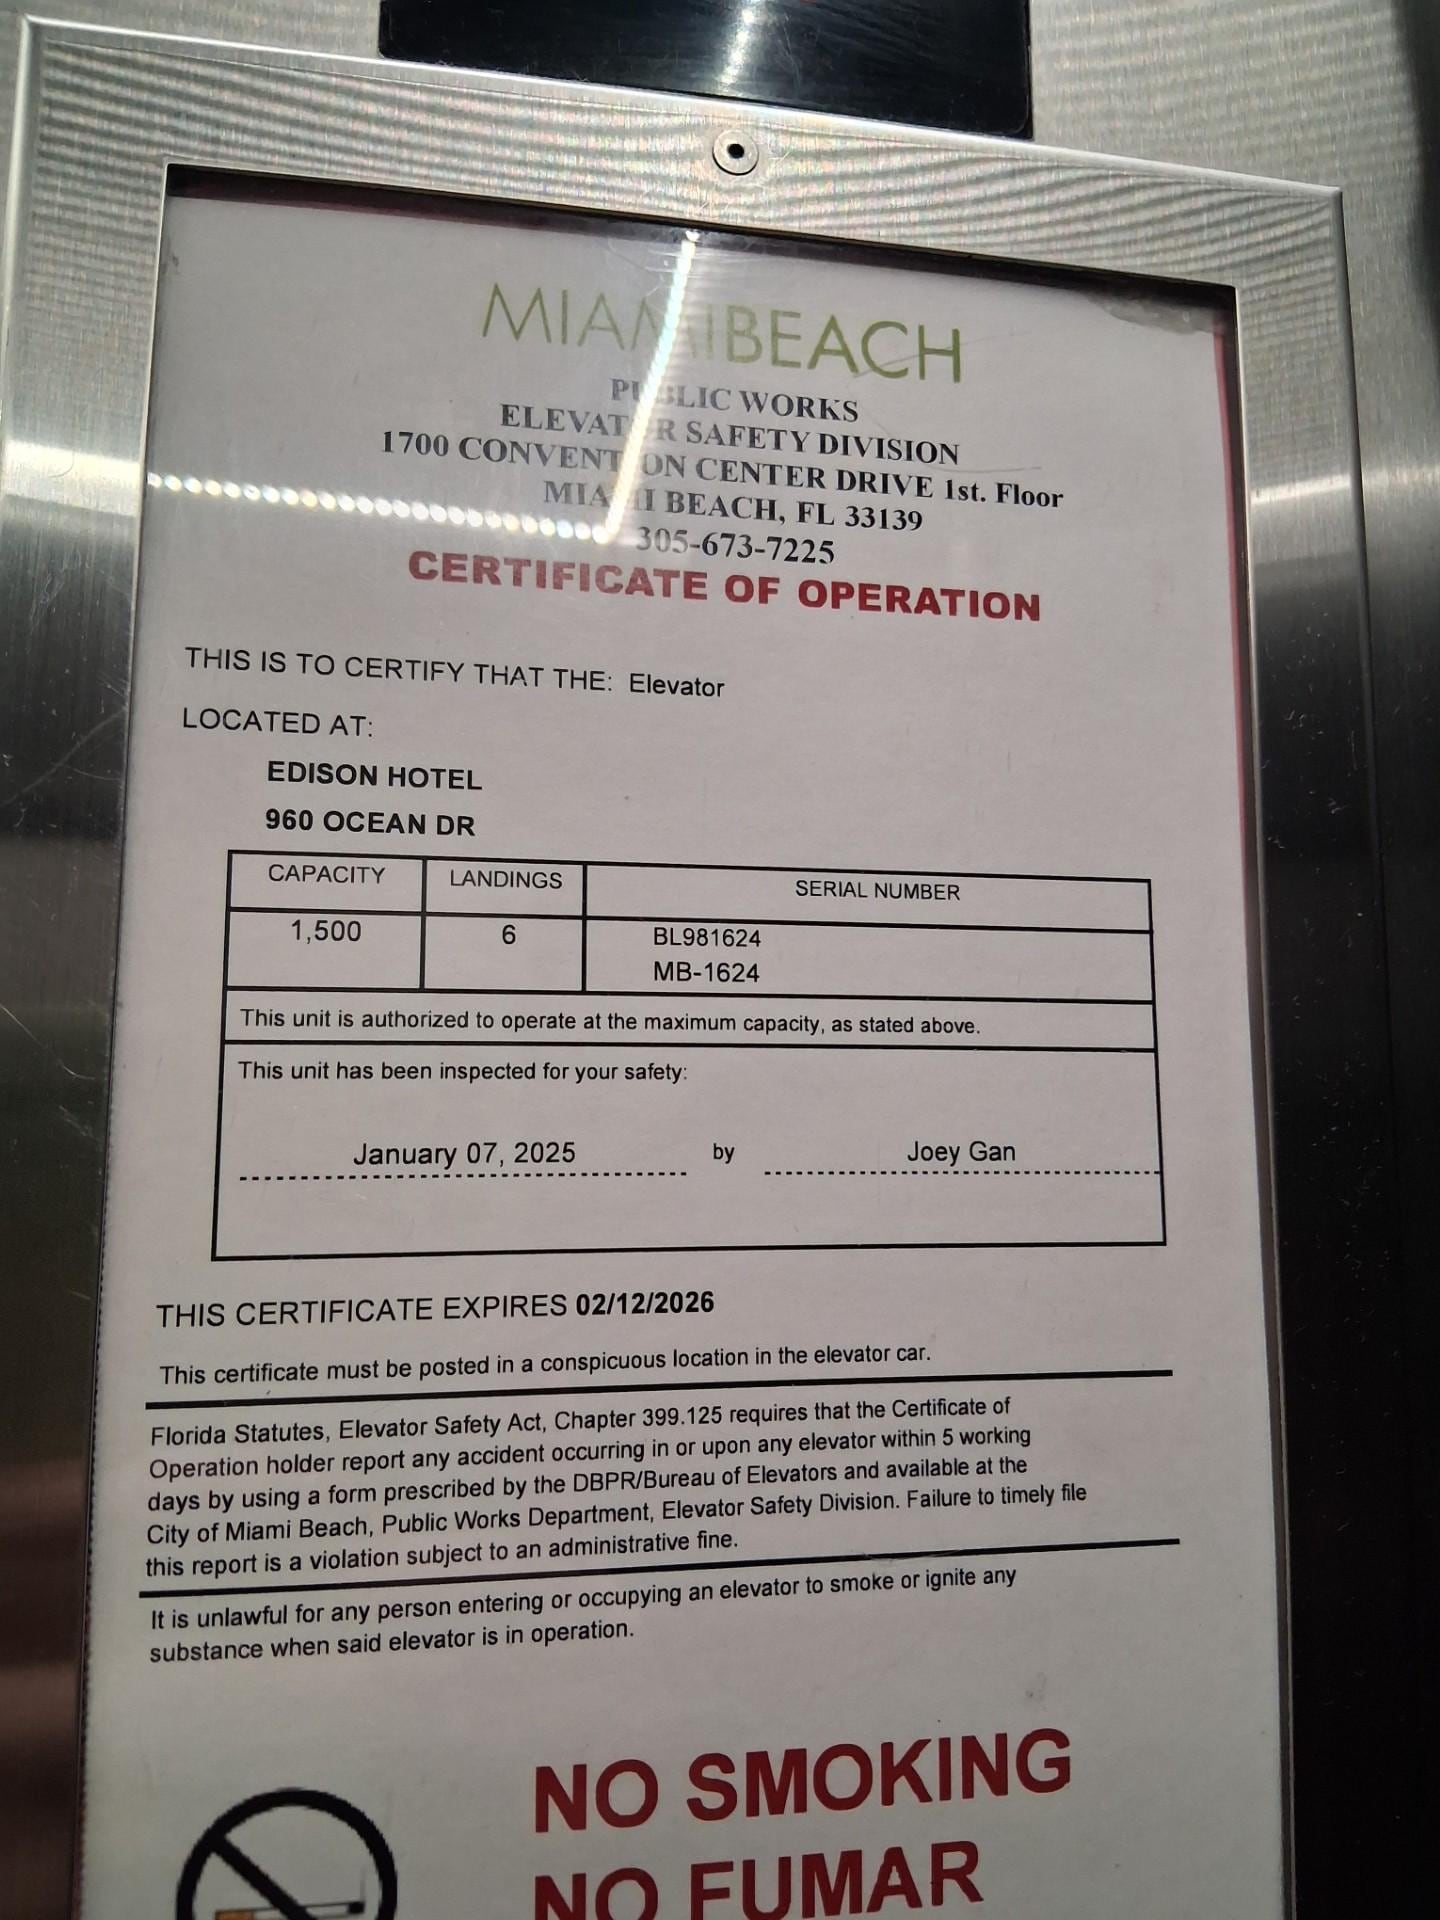 MIAMIBEACH
PUBLIC WORKS
ELEVATOR SAFETY DIVISION
1700 CONVENTION CENTER DRIVE 1st. Floor
MIAMI BEACH, FL 33139
305-673-7225
CERTIFICATE OF OPERATION
THIS IS TO CERTIFY THAT THE: Elevator
LOCATED AT:
EDISON HOTEL
960 OCEAN DR
CAPACITY LANDINGS SERIAL NUMBER
1,500 6 BL981624
MB-1624
This unit is authorized to operate at the maximum capacity, as stated above.
This unit has been inspected for your safety:
January 07, 2025 by Joey Gan
THIS CERTIFICATE EXPIRES 02/12/2026
This certificate must be posted in a conspicuous location in the elevator car.
Florida Statutes, Elevator Safety Act, Chapter 399.125 requires that the Certificate of
Operation holder report any accident occurring in or upon any elevator within 5 working
days by using a form prescribed by the DBPR/Bureau of Elevators and available at the
City of Miami Beach, Public Works Department, Elevator Safety Division. Failure to timely file
this report is a violation subject to an administrative fine.
It is unlawful for any person entering or occupying an elevator to smoke or ignite any
substance when said elevator is in operation.
NO SMOKING
NO FUMAR